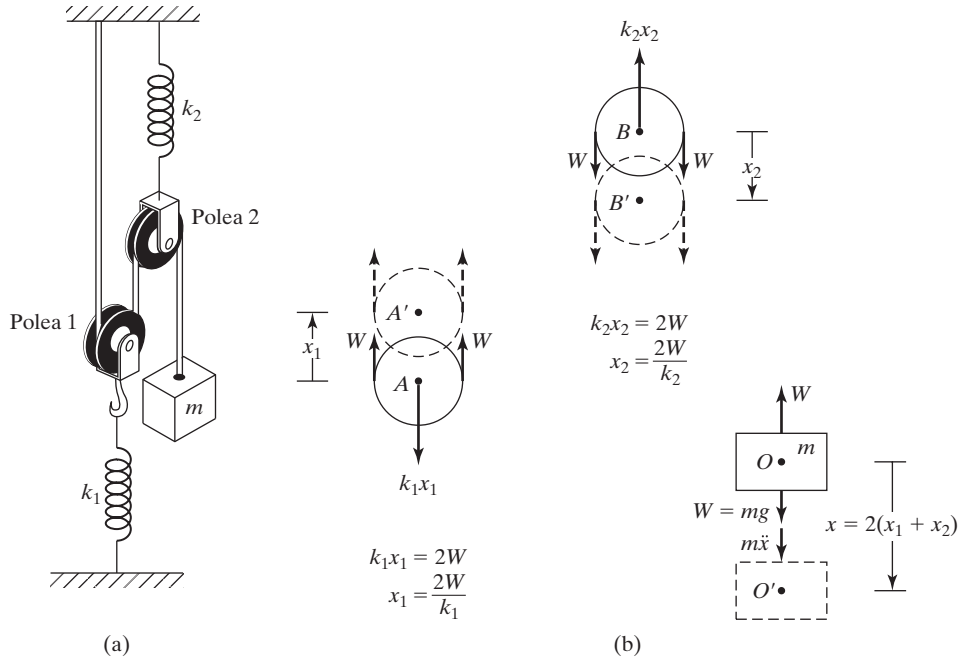 k₂
Polea 2
Polea 1
m
k₁
(a)
k₂x₂
B
W
W
x₂
B′
A′
x₁
W
W
A
k₁x₁
k₁x₁ = 2W
x₁ = 2W/k₁
k₂x₂ = 2W
x₂ = 2W/k₂
W
O
m
W = mg
mẍ
x = 2(x₁ + x₂)
O′
(b)